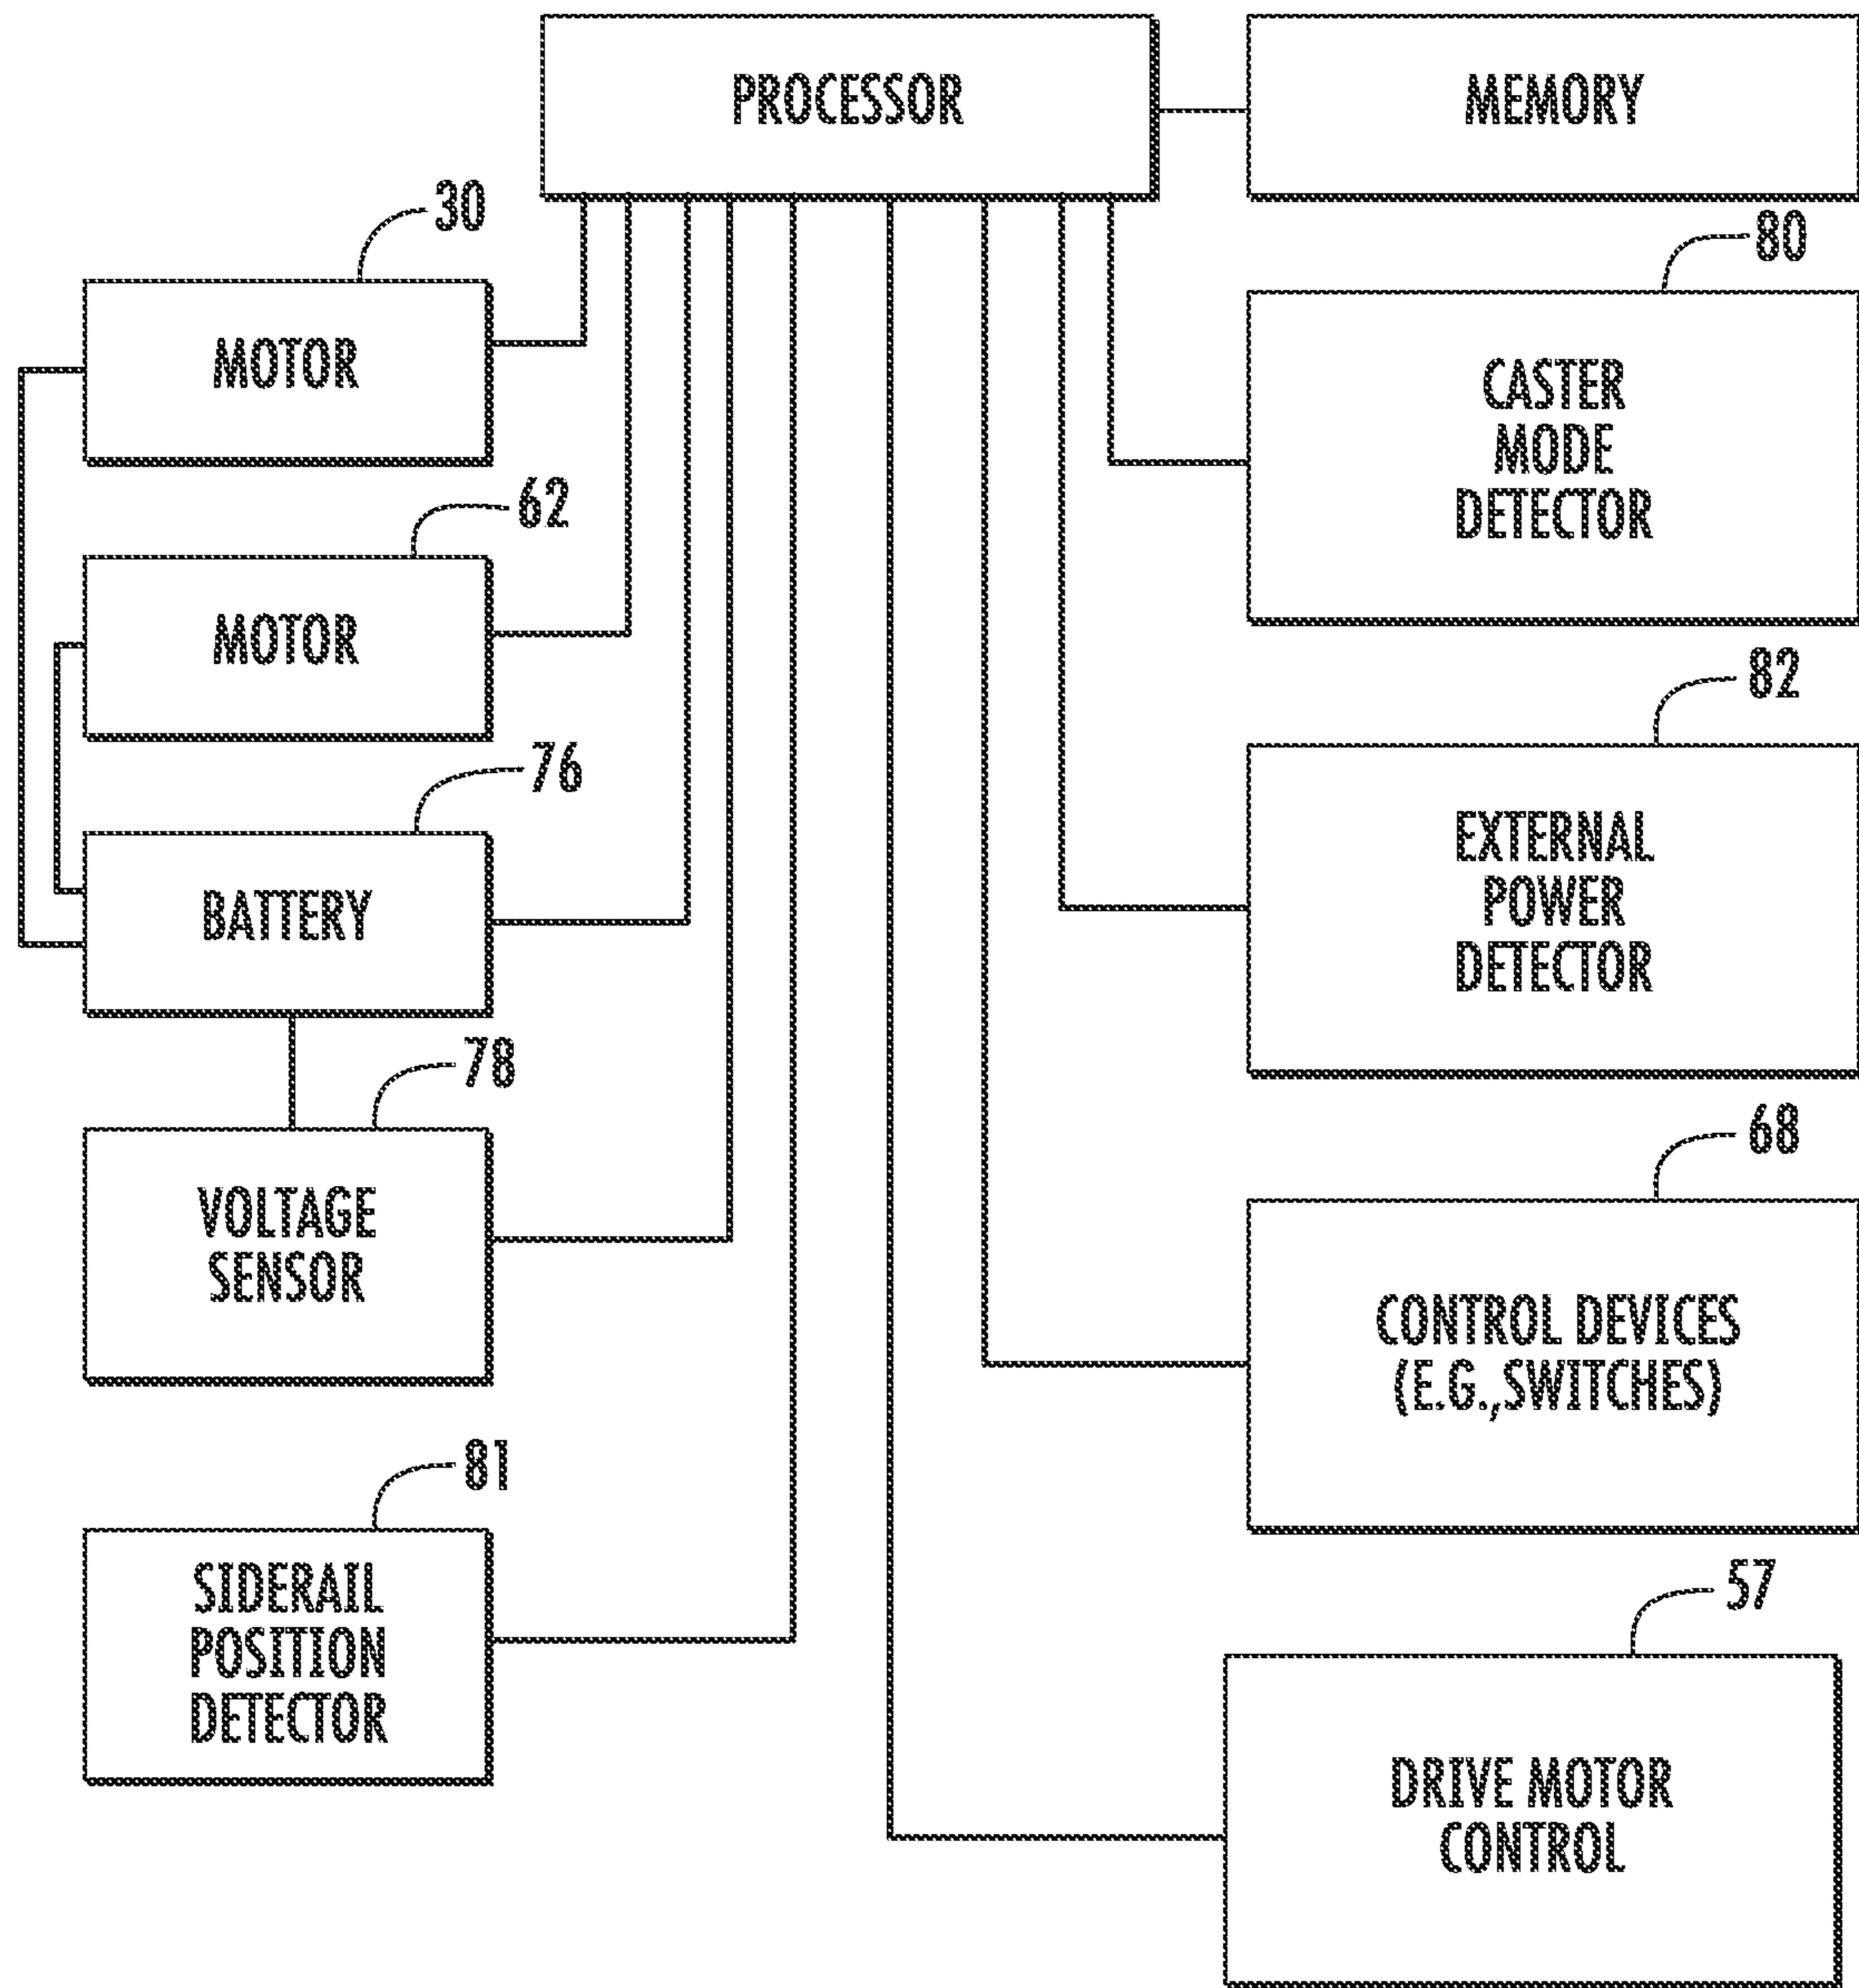 PROCESSOR
MEMORY
30
MOTOR
62
MOTOR
76
BATTERY
78
VOLTAGE
SENSOR
81
SIDERAIL
POSITION
DETECTOR
80
CASTER
MODE
DETECTOR
82
EXTERNAL
POWER
DETECTOR
68
CONTROL DEVICES
(E.G.,SWITCHES)
57
DRIVE MOTOR
CONTROL